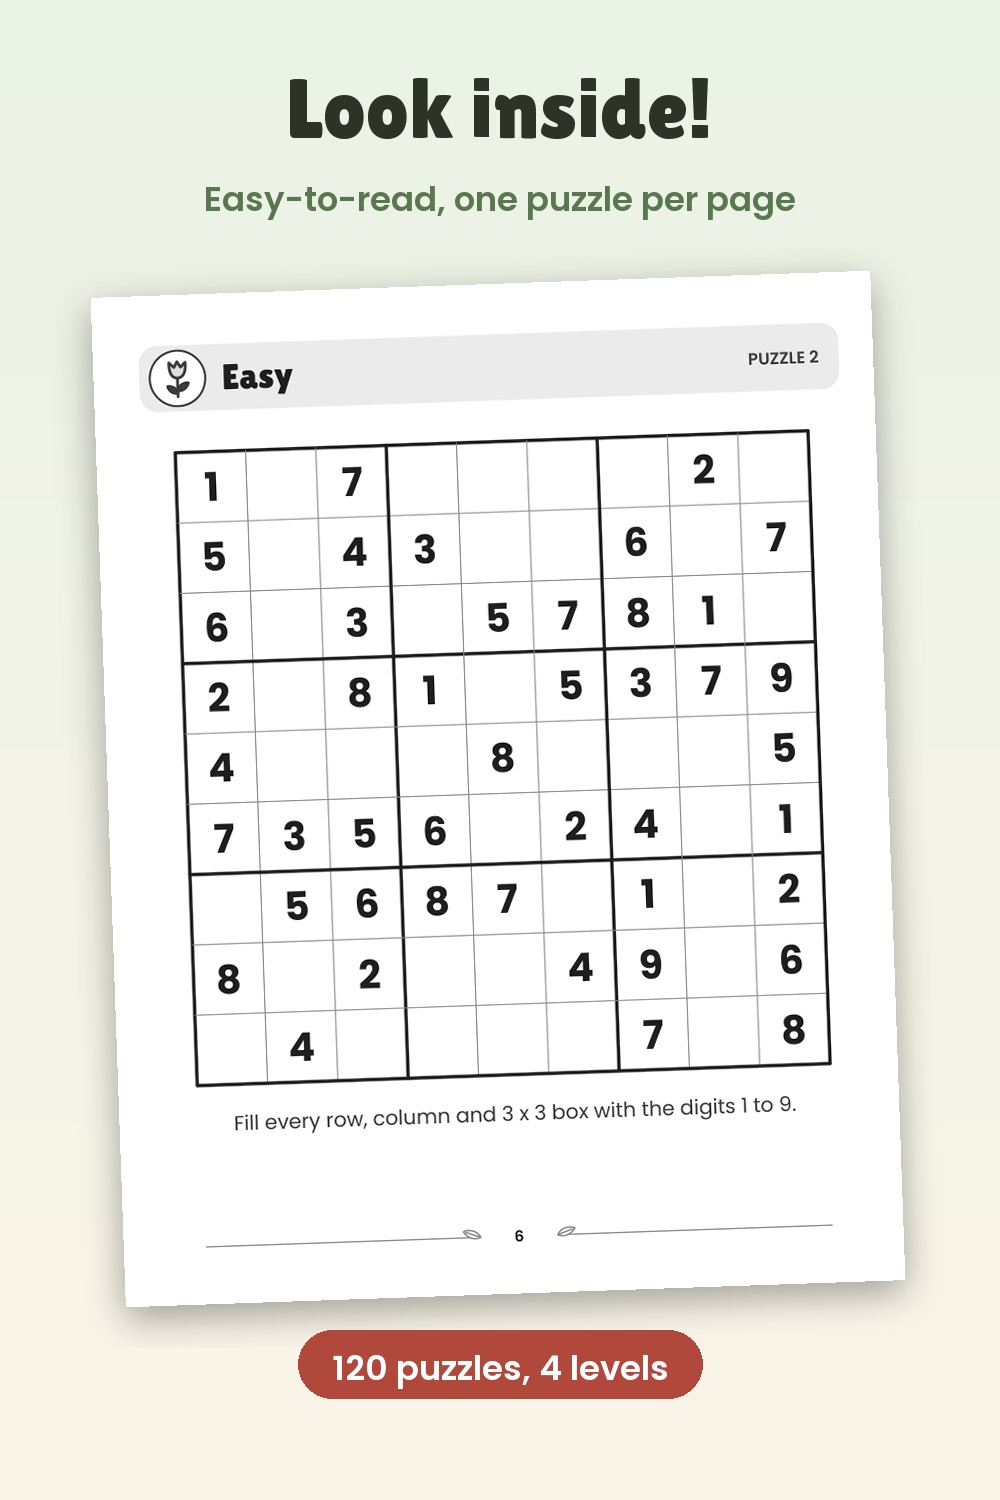 Look inside!
Easy-to-read, one puzzle per page
Easy
PUZZLE 2
1 7 2
5 4 3 6 7
6 3 5 7 8 1
2 8 1 5 3 7 9
4 8 5
7 3 5 6 2 4 1
5 6 8 7 1 2
8 2 4 9 6
4 7 8
Fill every row, column and 3 x 3 box with the digits 1 to 9.
6
120 puzzles, 4 levels